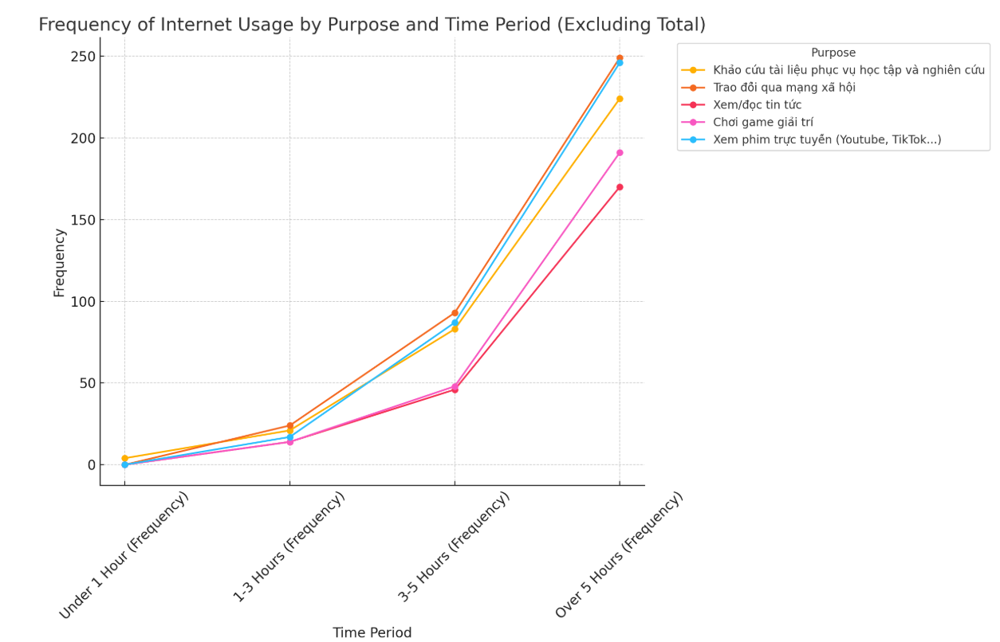 Frequency of Internet Usage by Purpose and Time Period (Excluding Total)
Purpose
Khảo cứu tài liệu phục vụ học tập và nghiên cứu
Trao đổi qua mạng xã hội
Xem/đọc tin tức
Chơi game giải trí
Xem phim trực tuyến (Youtube, TikTok...)
Frequency
250
200
150
100
50
0
Under 1 Hour (Frequency)
1-3 Hours (Frequency)
3-5 Hours (Frequency)
Over 5 Hours (Frequency)
Time Period